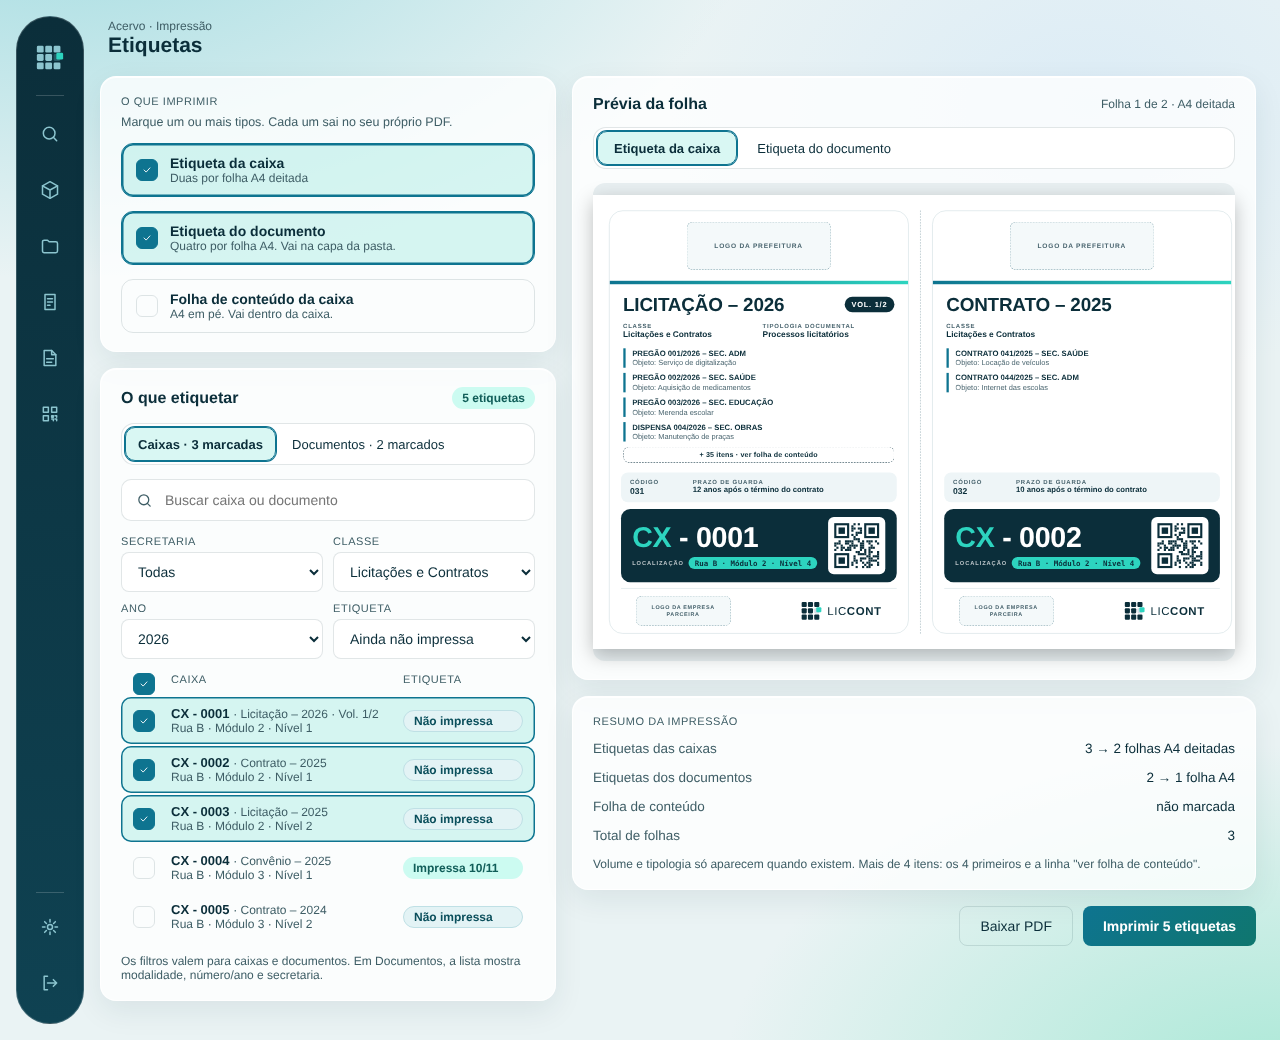 Acervo · Impressão
Etiquetas
O QUE IMPRIMIR
Marque um ou mais tipos. Cada um sai no seu próprio PDF.
Etiqueta da caixa
Duas por folha A4 deitada
Etiqueta do documento
Quatro por folha A4. Vai na capa da pasta.
Folha de conteúdo da caixa
A4 em pé. Vai dentro da caixa.
O que etiquetar
5 etiquetas
Caixas · 3 marcadas
Documentos · 2 marcados
Buscar caixa ou documento
SECRETARIA
CLASSE
Todas
Licitações e Contratos
ANO
ETIQUETA
2026
Ainda não impressa
CAIXA
ETIQUETA
CX - 0001 · Licitação – 2026 · Vol. 1/2
Rua B · Módulo 2 · Nível 1
Não impressa
CX - 0002 · Contrato – 2025
Rua B · Módulo 2 · Nível 1
Não impressa
CX - 0003 · Licitação – 2025
Rua B · Módulo 2 · Nível 2
Não impressa
CX - 0004 · Convênio – 2025
Rua B · Módulo 3 · Nível 1
Impressa 10/11
CX - 0005 · Contrato – 2024
Rua B · Módulo 3 · Nível 2
Não impressa
Os filtros valem para caixas e documentos. Em Documentos, a lista mostra
modalidade, número/ano e secretaria.
Prévia da folha
Folha 1 de 2 · A4 deitada
Etiqueta da caixa
Etiqueta do documento
LOGO DA PREFEITURA
LICITAÇÃO – 2026
VOL. 1/2
CLASSE
TIPOLOGIA DOCUMENTAL
Licitações e Contratos
Processos licitatórios
PREGÃO 001/2026 – SEC. ADM
Objeto: Serviço de digitalização
PREGÃO 002/2026 – SEC. SAÚDE
Objeto: Aquisição de medicamentos
PREGÃO 003/2026 – SEC. EDUCAÇÃO
Objeto: Merenda escolar
DISPENSA 004/2026 – SEC. OBRAS
Objeto: Manutenção de praças
+ 35 itens · ver folha de conteúdo
CÓDIGO
PRAZO DE GUARDA
031
12 anos após o término do contrato
CX - 0001
LOCALIZAÇÃO
Rua B · Módulo 2 · Nível 4
LOGO DA EMPRESA
PARCEIRA
LICCONT
LOGO DA PREFEITURA
CONTRATO – 2025
CLASSE
Licitações e Contratos
CONTRATO 041/2025 – SEC. SAÚDE
Objeto: Locação de veículos
CONTRATO 044/2025 – SEC. ADM
Objeto: Internet das escolas
CÓDIGO
PRAZO DE GUARDA
032
10 anos após o término do contrato
CX - 0002
LOCALIZAÇÃO
Rua B · Módulo 2 · Nível 4
LOGO DA EMPRESA
PARCEIRA
LICCONT
RESUMO DA IMPRESSÃO
Etiquetas das caixas
3 → 2 folhas A4 deitadas
Etiquetas dos documentos
2 → 1 folha A4
Folha de conteúdo
não marcada
Total de folhas
3
Volume e tipologia só aparecem quando existem. Mais de 4 itens: os 4 primeiros e a linha "ver folha de conteúdo".
Baixar PDF
Imprimir 5 etiquetas